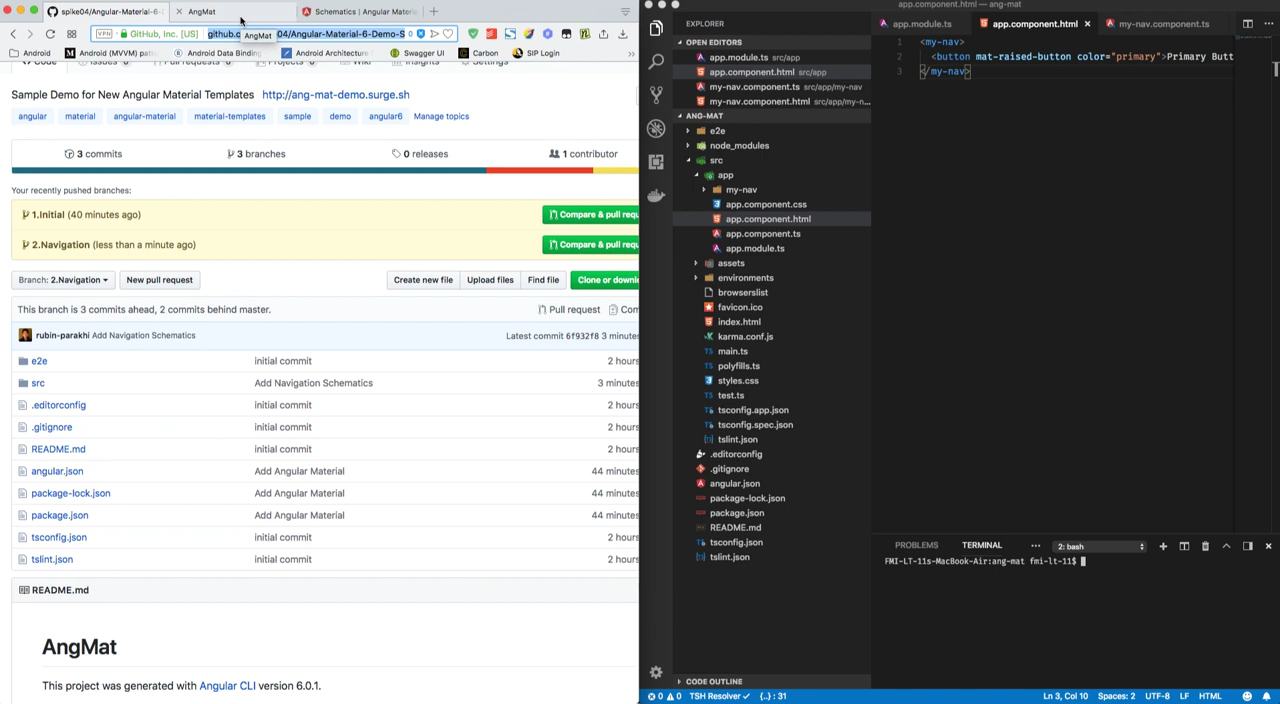 spike04/Angular-Material-6-
AngMat
Schematics | Angular Materia
VPN
GitHub, Inc. [US]
github.c
04/Angular-Material-6-Demo-S
0
AngMat
Android
Android (MVVM) patt
Android Data Binding
Android Architecture
Swagger UI
Carbon
SIP Login
Code
Issues
Pull requests
Projects
Wiki
Insights
Settings
Sample Demo for New Angular Material Templates http://ang-mat-demo.surge.sh
angular
material
angular-material
material-templates
sample
demo
angular6
Manage topics
3 commits
3 branches
0 releases
1 contributor
Your recently pushed branches:
1.Initial (40 minutes ago)
Compare & pull requ
2.Navigation (less than a minute ago)
Compare & pull requ
Branch: 2.Navigation
New pull request
Create new file
Upload files
Find file
Clone or downlo
This branch is 3 commits ahead, 2 commits behind master.
Pull request
Com
rubin-parakhi Add Navigation Schematics
Latest commit 6f932f8 3 minutes
e2e
initial commit
2 hours
src
Add Navigation Schematics
3 minutes
.editorconfig
initial commit
2 hours
.gitignore
initial commit
2 hours
README.md
initial commit
2 hours
angular.json
Add Angular Material
44 minutes
package-lock.json
Add Angular Material
44 minutes
package.json
Add Angular Material
44 minutes
tsconfig.json
initial commit
2 hours
tslint.json
initial commit
2 hours
README.md
AngMat
This project was generated with Angular CLI version 6.0.1.
app.component.html — ang-mat
EXPLORER
OPEN EDITORS
app.module.ts src/app
app.component.html src/app
my-nav.component.ts src/app/my-nav
my-nav.component.html src/app/my-n...
ANG-MAT
e2e
node_modules
src
app
my-nav
app.component.css
app.component.html
app.component.ts
app.module.ts
assets
environments
browserslist
favicon.ico
index.html
karma.conf.js
main.ts
polyfills.ts
styles.css
test.ts
tsconfig.app.json
tsconfig.spec.json
tslint.json
.editorconfig
.gitignore
angular.json
package-lock.json
package.json
README.md
tsconfig.json
tslint.json
CODE OUTLINE
app.module.ts
app.component.html
my-nav.component.ts
1 <my-nav>
2 <button mat-raised-button color="primary">Primary Butt
3 </my-nav>
PROBLEMS
TERMINAL
2: bash
FMI-LT-11s-MacBook-Air:ang-mat fmi-lt-11$
0
0
TSH Resolver
{..} : 31
Ln 3, Col 10
Spaces: 2
UTF-8
LF
HTML